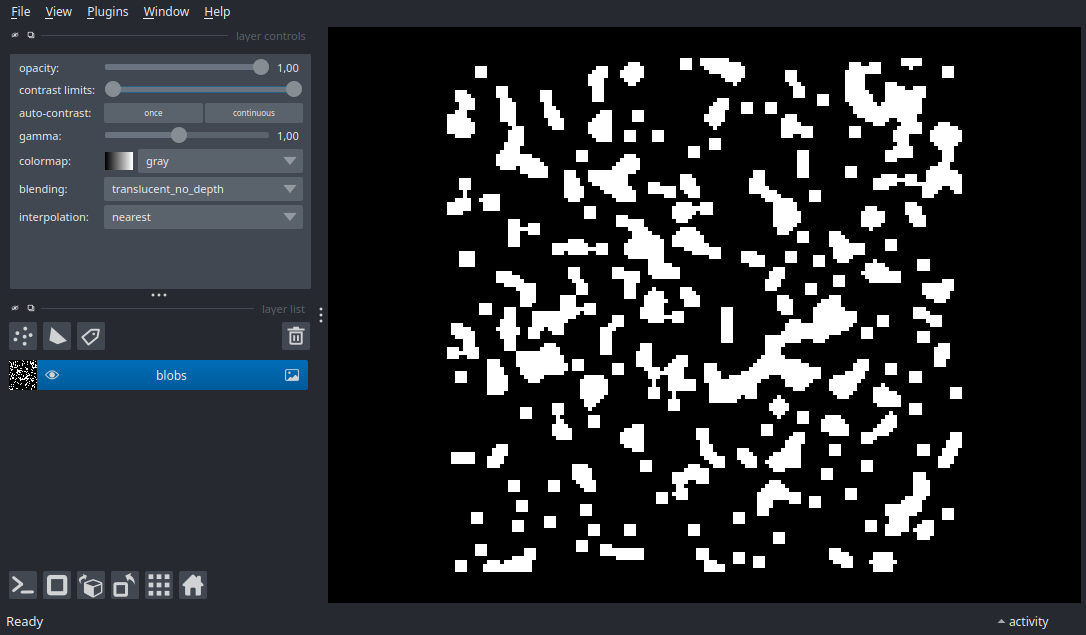 File View Plugins Window Help
layer controls
opacity: 1,00
contrast limits:
auto-contrast: once continuous
gamma: 1,00
colormap: gray
blending: translucent_no_depth
interpolation: nearest
layer list
blobs
Ready activity